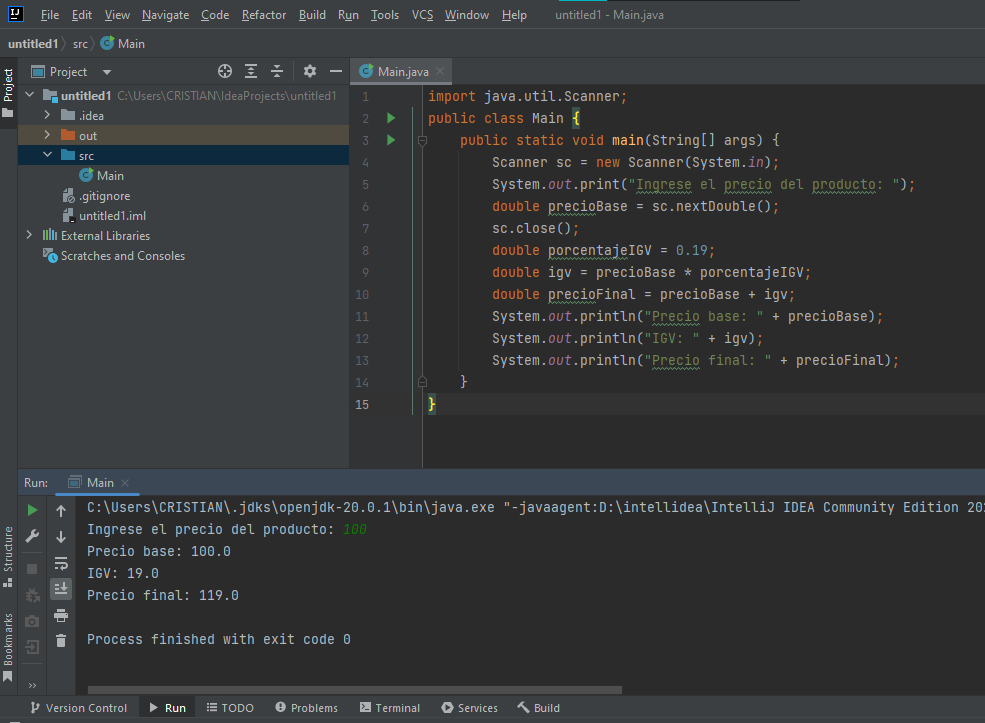 File Edit View Navigate Code Refactor Build Run Tools VCS Window Help untitled1 - Main.java
untitled1 src Main
Project Main.java
untitled1 C:\Users\CRISTIAN\IdeaProjects\untitled1
.idea
out
src
Main
.gitignore
untitled1.iml
External Libraries
Scratches and Consoles
Project
1 import java.util.Scanner;
2 public class Main {
3 public static void main(String[] args) {
4 Scanner sc = new Scanner(System.in);
5 System.out.print("Ingrese el precio del producto: ");
6 double precioBase = sc.nextDouble();
7 sc.close();
8 double porcentajeIGV = 0.19;
9 double igv = precioBase * porcentajeIGV;
10 double precioFinal = precioBase + igv;
11 System.out.println("Precio base: " + precioBase);
12 System.out.println("IGV: " + igv);
13 System.out.println("Precio final: " + precioFinal);
14 }
15 }
Run: Main
C:\Users\CRISTIAN\.jdks\openjdk-20.0.1\bin\java.exe "-javaagent:D:\intellidea\IntelliJ IDEA Community Edition
Ingrese el precio del producto: 100
Precio base: 100.0
IGV: 19.0
Precio final: 119.0
Process finished with exit code 0
Structure
Bookmarks
Version Control Run TODO Problems Terminal Services Build